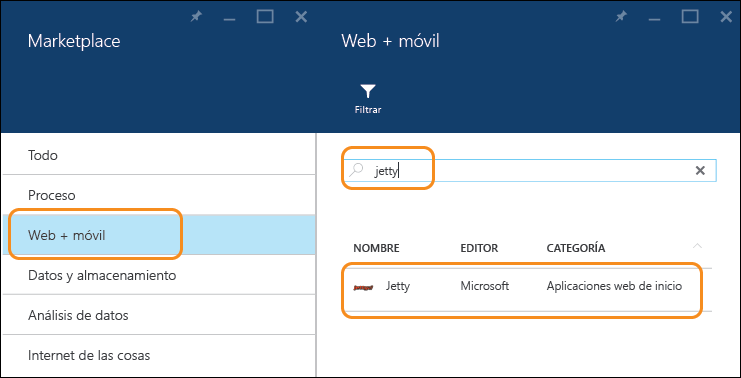 Marketplace
Todo
Proceso
Web + móvil
Datos y almacenamiento
Análisis de datos
Internet de las cosas
Web + móvil
Filtrar
jetty
NOMBRE EDITOR CATEGORÍA
Jetty Microsoft Aplicaciones web de inicio